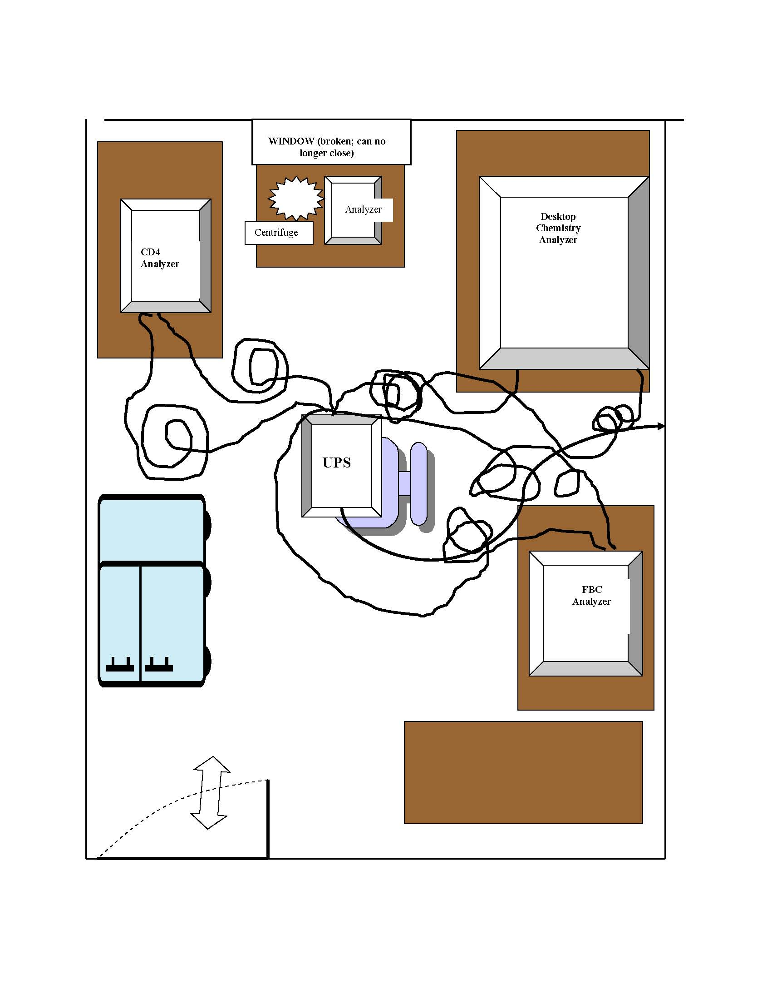 WINDOW (broken; can no
longer close)
Analyzer
Centrifuge
Desktop
Chemistry
Analyzer
CD4
Analyzer
UPS
FBC
Analyzer